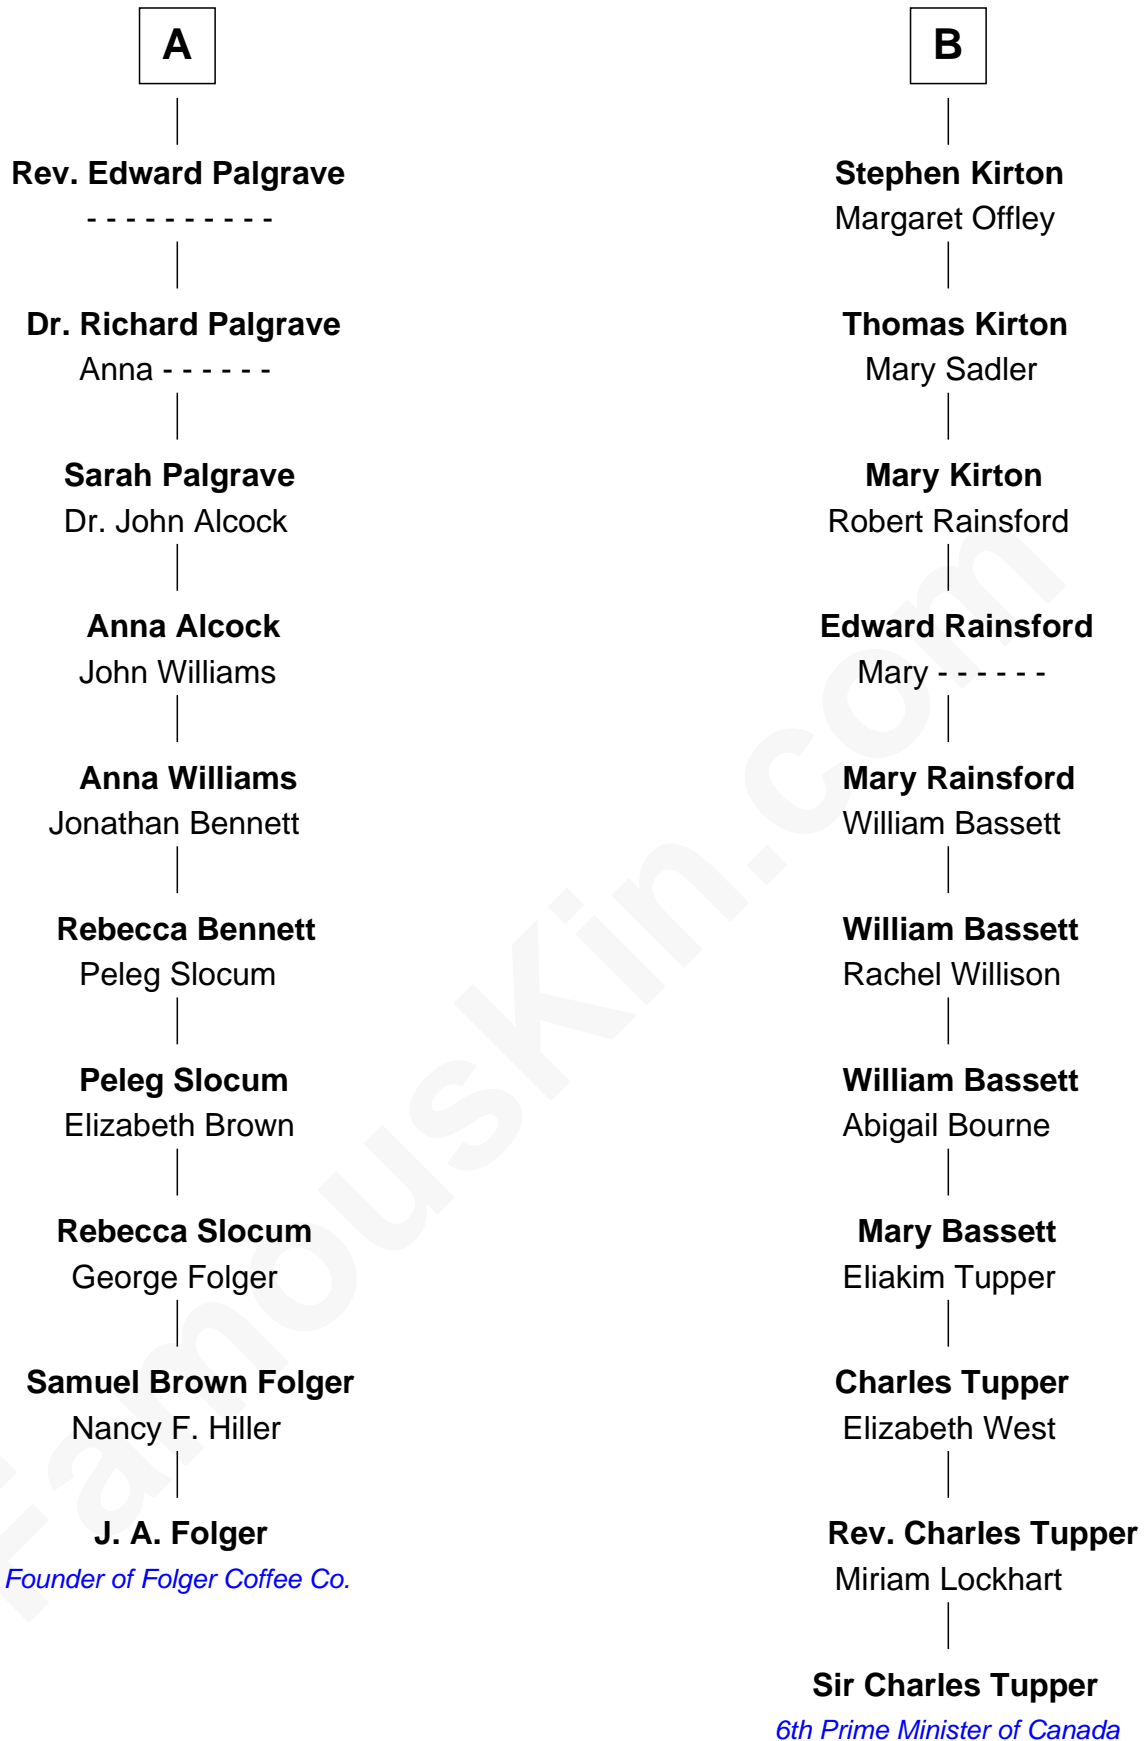 A
Rev. Edward Palgrave
- - - - - - - - - -
Dr. Richard Palgrave
Anna - - - - - -
Sarah Palgrave
Dr. John Alcock
Anna Alcock
John Williams
Anna Williams
Jonathan Bennett
Rebecca Bennett
Peleg Slocum
Peleg Slocum
Elizabeth Brown
Rebecca Slocum
George Folger
Samuel Brown Folger
Nancy F. Hiller
J. A. Folger
Founder of Folger Coffee Co.
B
Stephen Kirton
Margaret Offley
Thomas Kirton
Mary Sadler
Mary Kirton
Robert Rainsford
Edward Rainsford
Mary - - - - - -
Mary Rainsford
William Bassett
William Bassett
Rachel Willison
William Bassett
Abigail Bourne
Mary Bassett
Eliakim Tupper
Charles Tupper
Elizabeth West
Rev. Charles Tupper
Miriam Lockhart
Sir Charles Tupper
6th Prime Minister of Canada
FamousKin.com